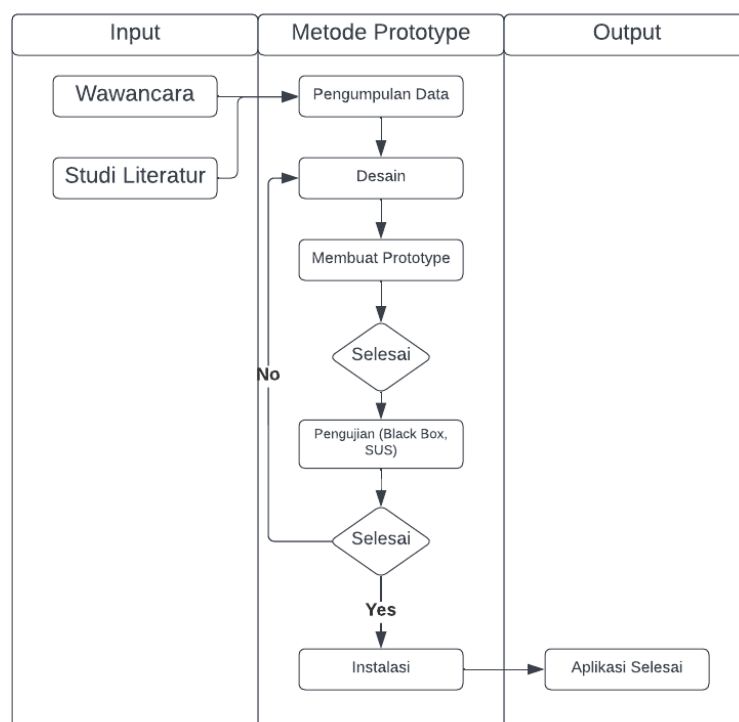 Input
Metode Prototype
Output
Wawancara
Pengumpulan Data
Studi Literatur
Desain
Membuat Prototype
Selesai
No
Pengujian (Black Box,
SUS)
Selesai
Yes
Instalasi
Aplikasi Selesai